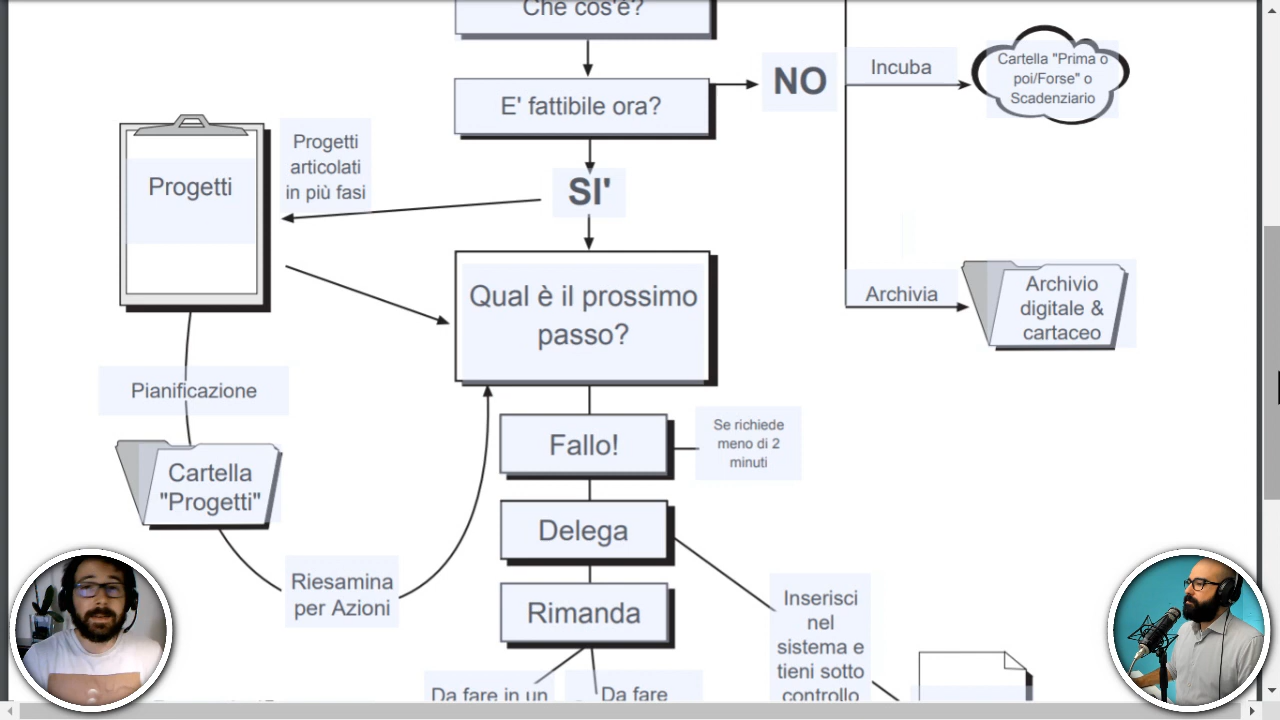 Che cos'è?
E' fattibile ora?
NO
Incuba
Cartella "Prima o
poi/Forse" o
Scadenziario
Progetti
Progetti
articolati
in più fasi
SI'
Qual è il prossimo
passo?
Archivia
Archivio
digitale &
cartaceo
Pianificazione
Cartella
"Progetti"
Fallo!
Se richiede
meno di 2
minuti
Delega
Riesamina
per Azioni
Rimanda
Inserisci
nel
sistema e
tieni sotto
controllo
Da fare in un
Da fare